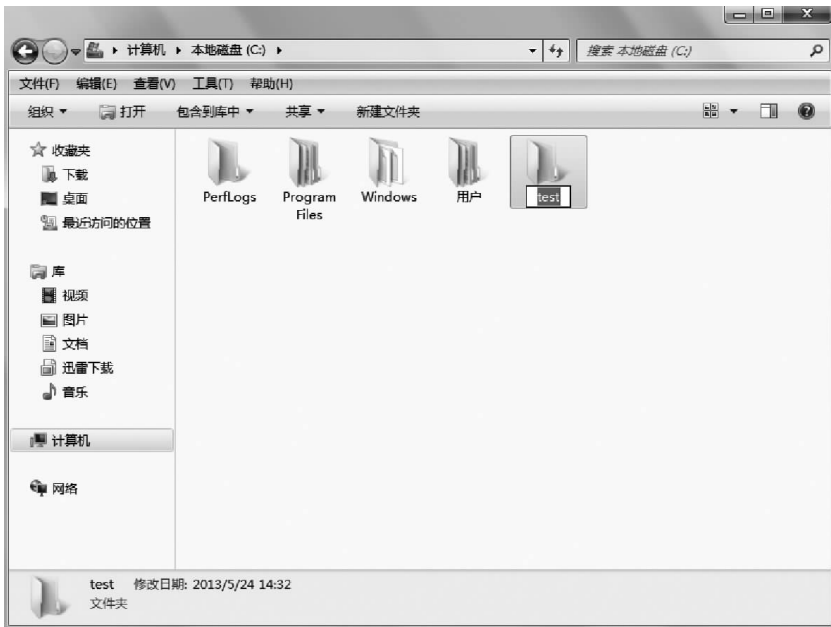 计算机 本地磁盘 (C:)
搜索 本地磁盘 (C:)
文件(F) 编辑(E) 查看(V) 工具(T) 帮助(H)
组织 打开 包含到库中 共享 新建文件夹
收藏夹
下载
桌面
最近访问的位置
库
视频
图片
文档
迅雷下载
音乐
计算机
网络
PerfLogs
Program
Files
Windows
用户
test
test 修改日期: 2013/5/24 14:32
文件夹